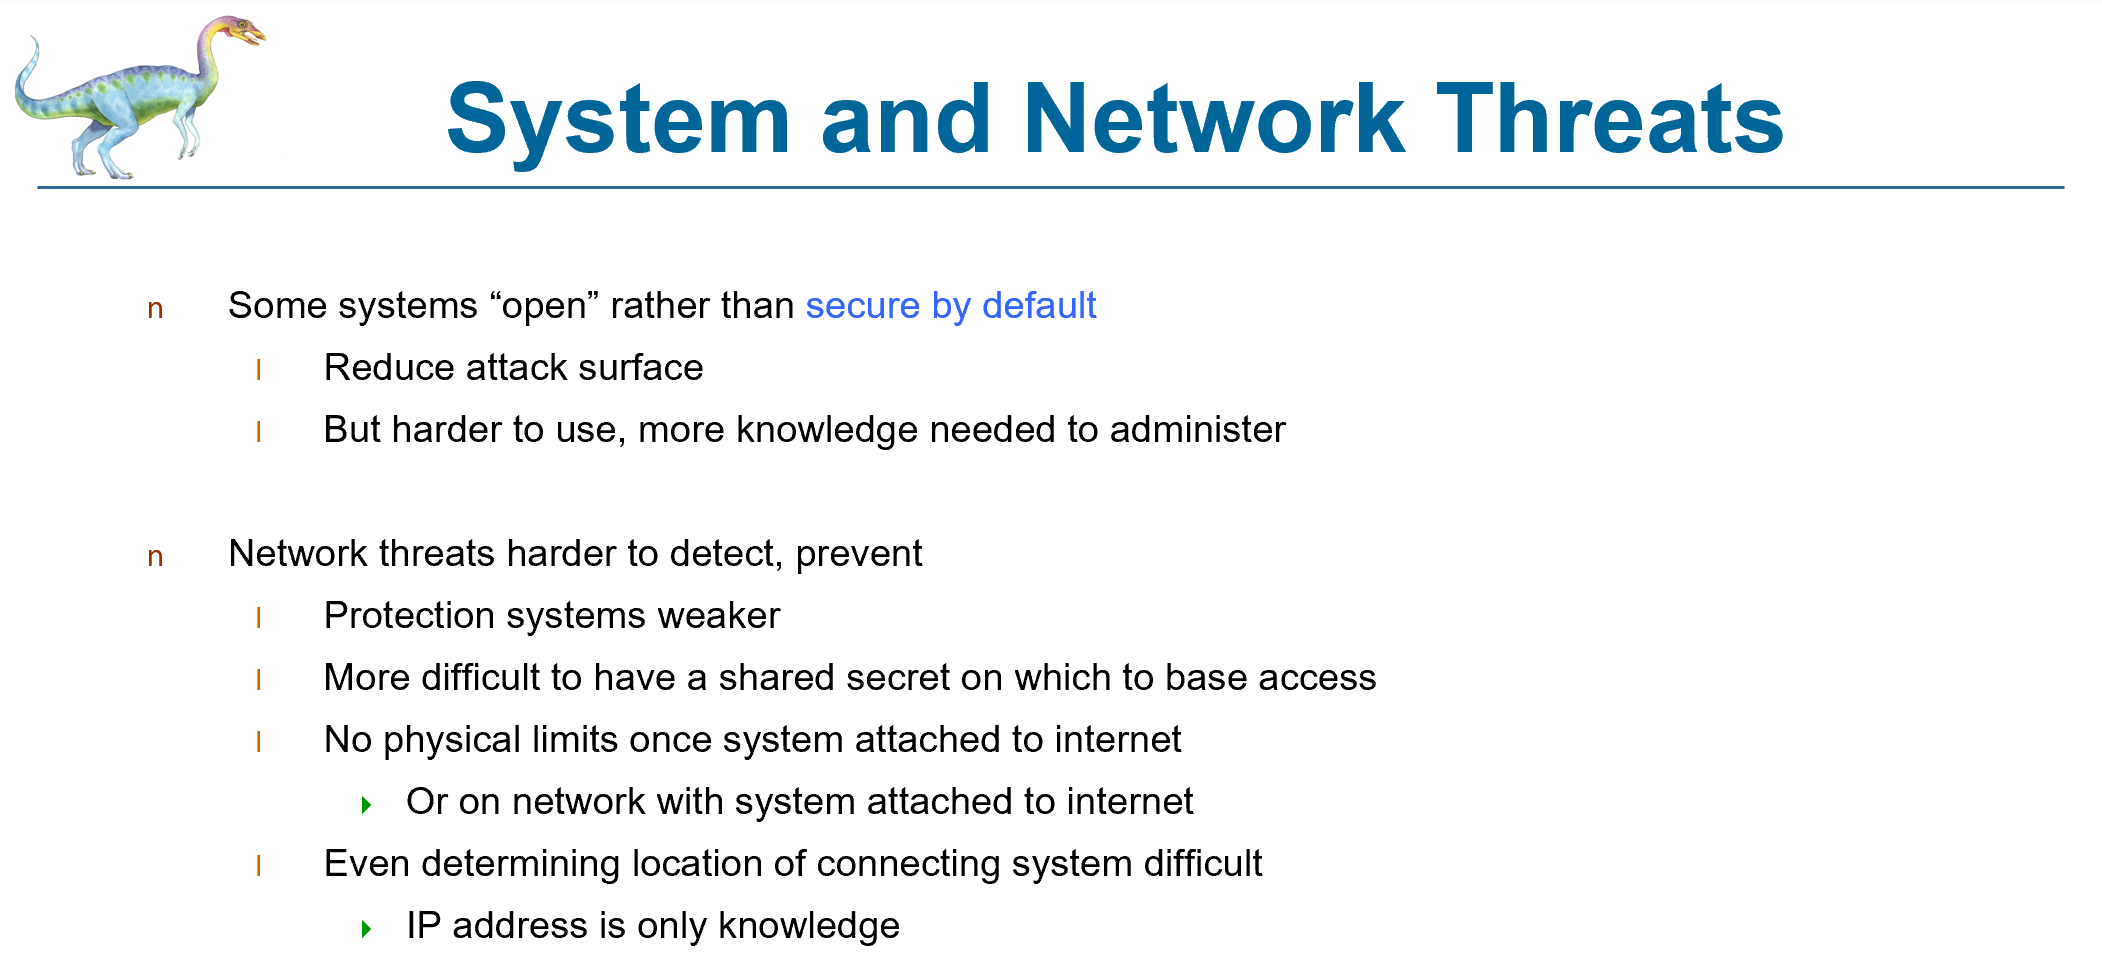 System and Network Threats
n Some systems “open” rather than secure by default
l Reduce attack surface
l But harder to use, more knowledge needed to administer
n Network threats harder to detect, prevent
l Protection systems weaker
l More difficult to have a shared secret on which to base access
l No physical limits once system attached to internet
Or on network with system attached to internet
l Even determining location of connecting system difficult
IP address is only knowledge